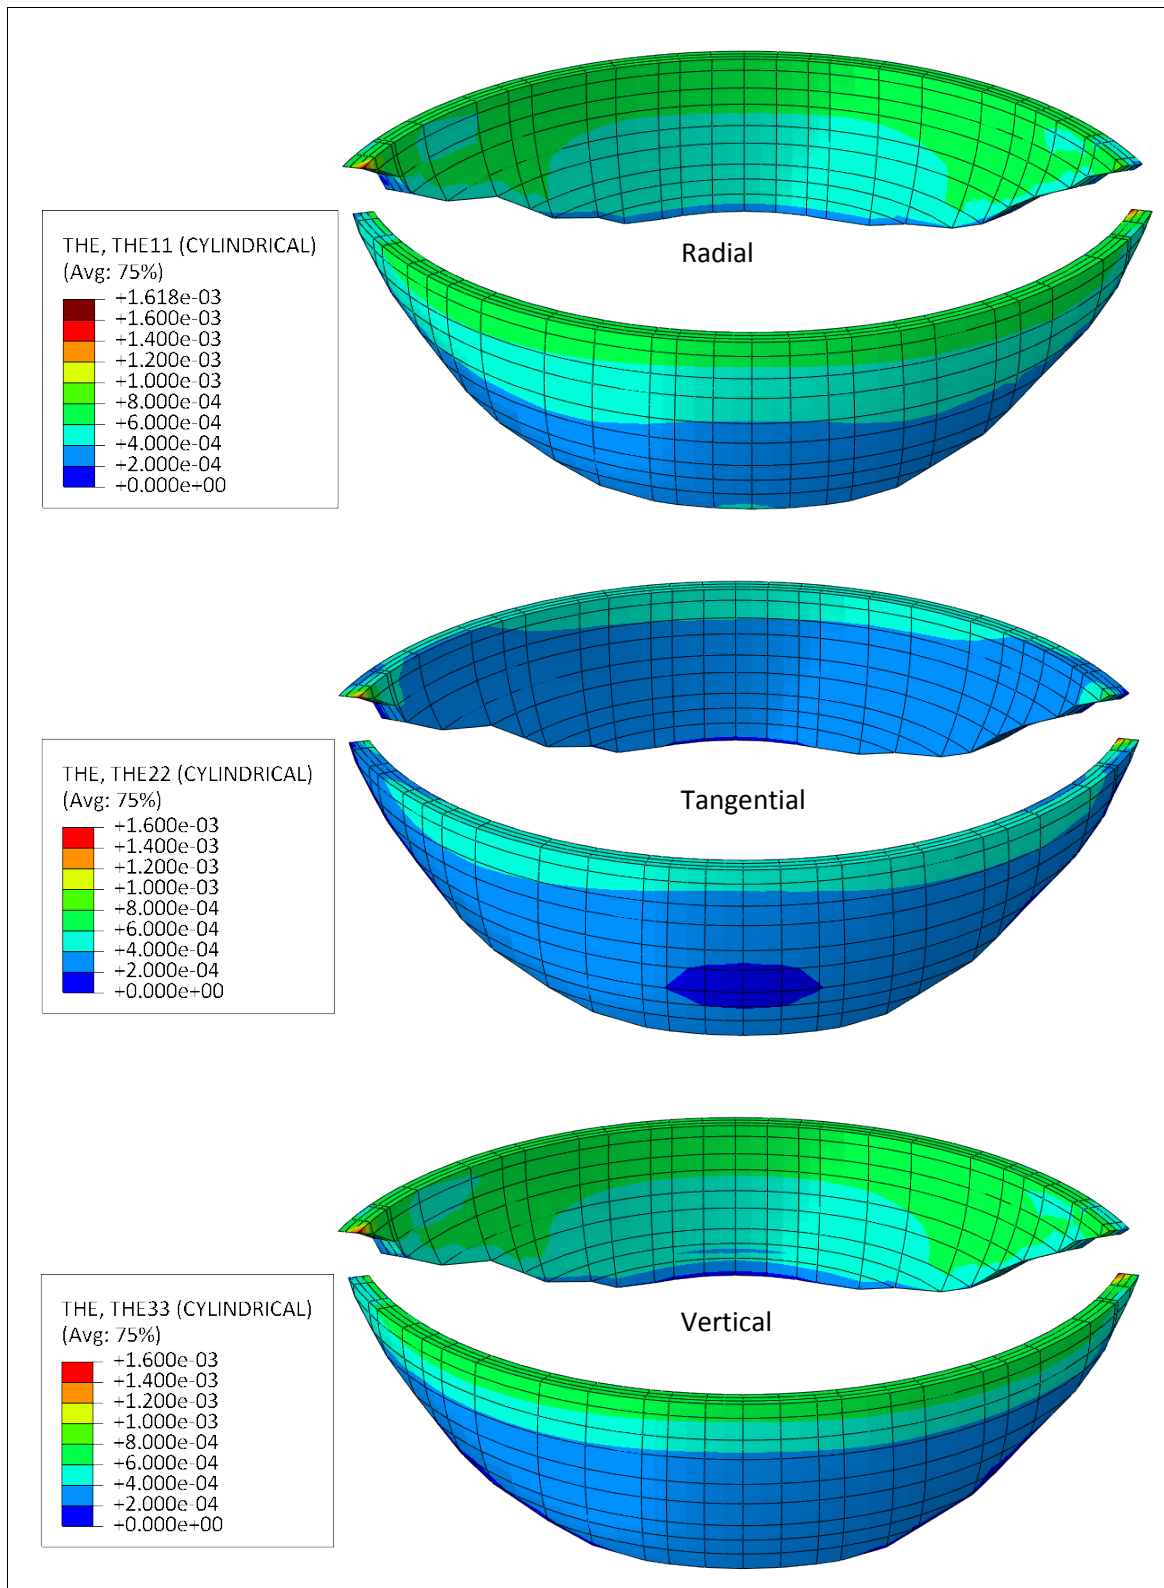 Radial
THE, THE11 (CYLINDRICAL)
(Avg: 75%)
+1.618e-03
+1.600e-03
+1.400e-03
+1.200e-03
+1.000e-03
+8.000e-04
+6.000e-04
+4.000e-04
+2.000e-04
+0.000e+00
Tangential
THE, THE22 (CYLINDRICAL)
(Avg: 75%)
+1.600e-03
+1.400e-03
+1.200e-03
+1.000e-03
+8.000e-04
+6.000e-04
+4.000e-04
+2.000e-04
+0.000e+00
Vertical
THE, THE33 (CYLINDRICAL)
(Avg: 75%)
+1.600e-03
+1.400e-03
+1.200e-03
+1.000e-03
+8.000e-04
+6.000e-04
+4.000e-04
+2.000e-04
+0.000e+00